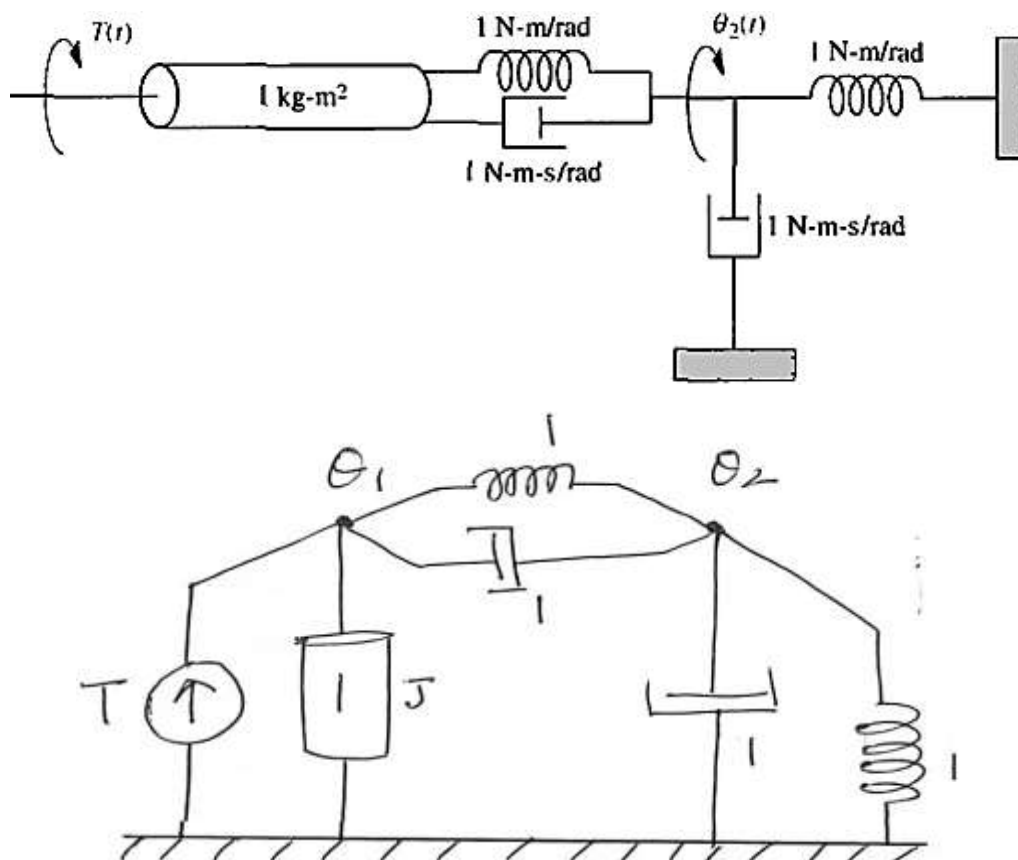 T(t)
1 N-m/rad
θ₂(t)
1 N-m/rad
1 kg-m²
1 N-m-s/rad
1 N-m-s/rad
1
θ₁
θ₂
1
T
1
J
1
1